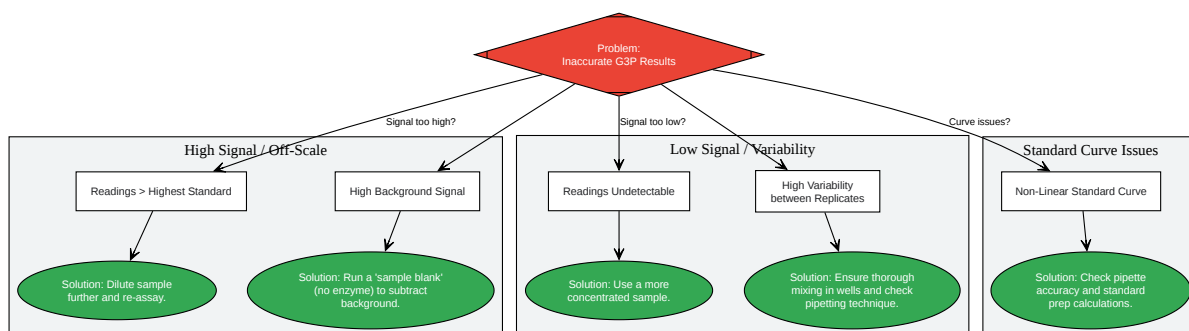 Problem:
Inaccurate G3P Results
Signal too high?
Signal too low?
Curve issues?
High Signal / Off-Scale
Low Signal / Variability
Standard Curve Issues
Readings > Highest Standard
High Background Signal
Readings Undetectable
High Variability
between Replicates
Non-Linear Standard Curve
Solution: Dilute sample
further and re-assay.
Solution: Run a 'sample blank'
(no enzyme) to subtract
background.
Solution: Use a more
concentrated sample.
Solution: Ensure thorough
mixing in wells and check
pipetting technique.
Solution: Check pipette
accuracy and standard
prep calculations.